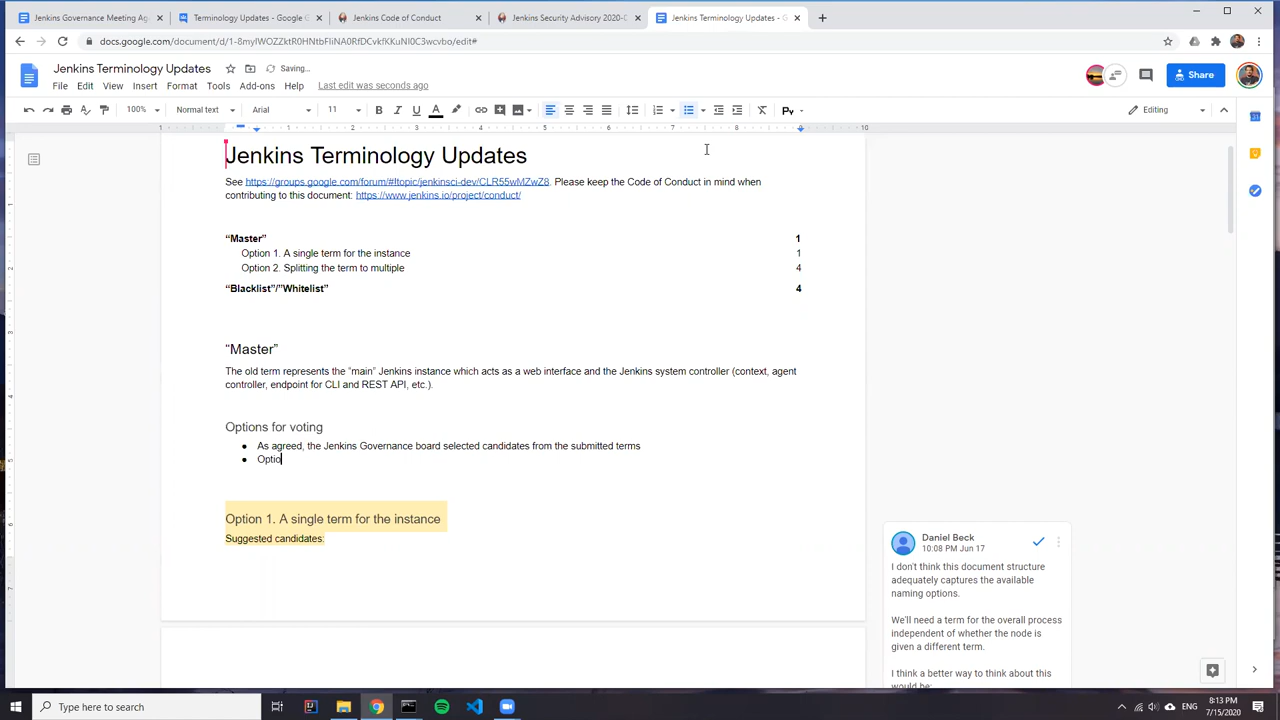 Jenkins Governance Meeting Ag
Terminology Updates - Google
Jenkins Code of Conduct
Jenkins Security Advisory 2020-
Jenkins Terminology Updates - G
docs.google.com/document/d/
Jenkins Terminology Updates
Saving...
File Edit View Insert Format Tools Add-ons Help Last edit was seconds ago
Share
100% Normal text Arial 11 B I U A Editing
Jenkins Terminology Updates
See https://groups.google.com/forum/#!topic/jenkinsci-dev/CLR55wMZwZ8. Please keep the Code of Conduct in mind when
contributing to this document: https://www.jenkins.io/project/conduct/
“Master” 1
Option 1. A single term for the instance 1
Option 2. Splitting the term to multiple 4
“Blacklist”/”Whitelist” 4
“Master”
The old term represents the “main” Jenkins instance which acts as a web interface and the Jenkins system controller (context, agent
controller, endpoint for CLI and REST API, etc.).
Options for voting
● As agreed, the Jenkins Governance board selected candidates from the submitted terms
● Optio
Option 1. A single term for the instance
Suggested candidates:
Daniel Beck
10:08 PM Jun 17
I don't think this document structure
adequately captures the available
naming options.
We'll need a term for the overall process
independent of whether the node is
given a different term.
I think a better way to think about this
would be:
Type here to search
ENG
8:13 PM
7/15/2020